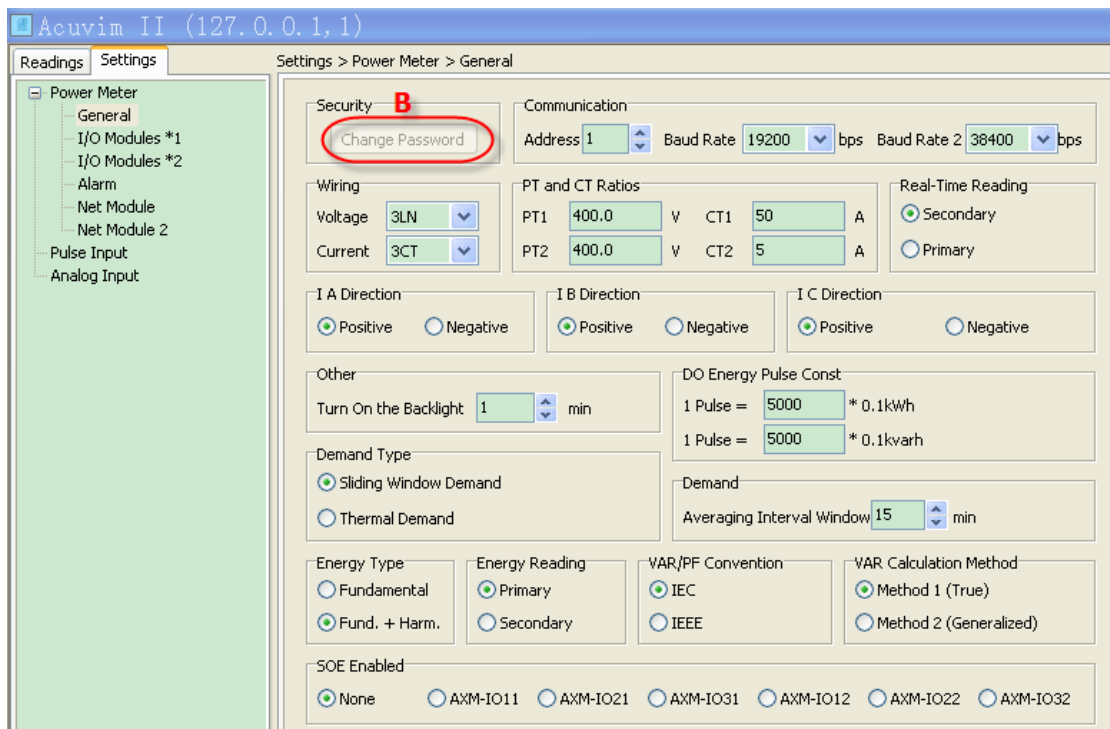 Acuvim II (127.0.0.1,1)
Readings Settings
Settings > Power Meter > General
Power Meter
General
I/O Modules *1
I/O Modules *2
Alarm
Net Module
Net Module 2
Pulse Input
Analog Input
Security B
Change Password
Communication
Address 1 Baud Rate 19200 bps Baud Rate 2 38400 bps
Wiring
Voltage 3LN
Current 3CT
PT and CT Ratios
PT1 400.0 V CT1 50 A
PT2 400.0 V CT2 5 A
Real-Time Reading
Secondary
Primary
I A Direction
Positive Negative
I B Direction
Positive Negative
I C Direction
Positive Negative
Other
Turn On the Backlight 1 min
DO Energy Pulse Const
1 Pulse = 5000 * 0.1kWh
1 Pulse = 5000 * 0.1kvarh
Demand Type
Sliding Window Demand
Thermal Demand
Demand
Averaging Interval Window 15 min
Energy Type
Fundamental
Fund. + Harm.
Energy Reading
Primary
Secondary
VAR/PF Convention
IEC
IEEE
VAR Calculation Method
Method 1 (True)
Method 2 (Generalized)
SOE Enabled
None AXM-IO11 AXM-IO21 AXM-IO31 AXM-IO12 AXM-IO22 AXM-IO32